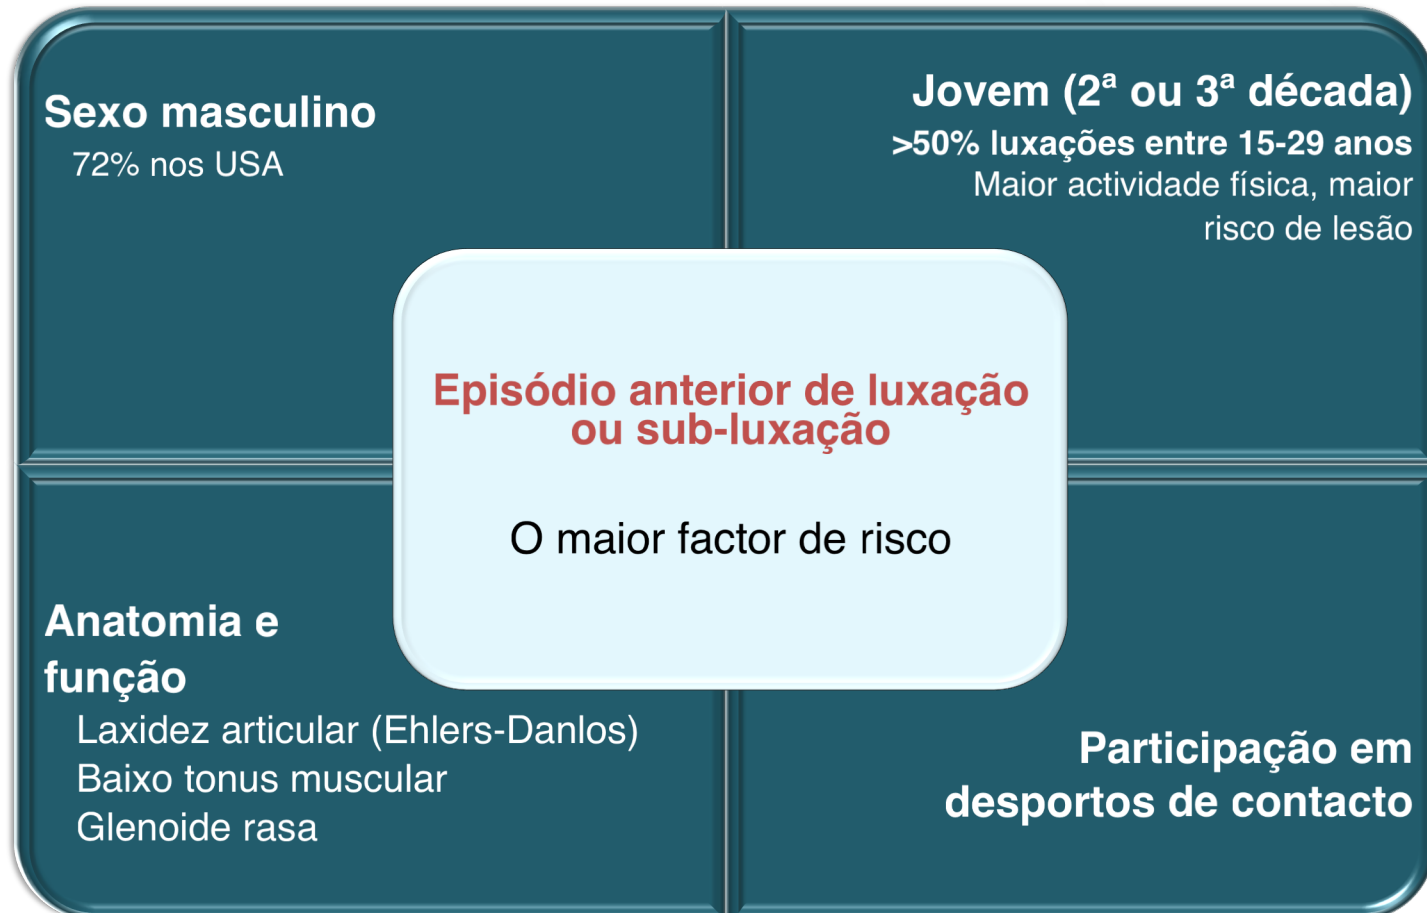 Sexo masculino
72% nos USA
Jovem (2ª ou 3ª década)
>50% luxações entre 15-29 anos
Maior actividade física, maior
risco de lesão
Episódio anterior de luxação
ou sub-luxação
O maior factor de risco
Anatomia e
função
Laxidez articular (Ehlers-Danlos)
Baixo tonus muscular
Glenoide rasa
Participação em
desportos de contacto